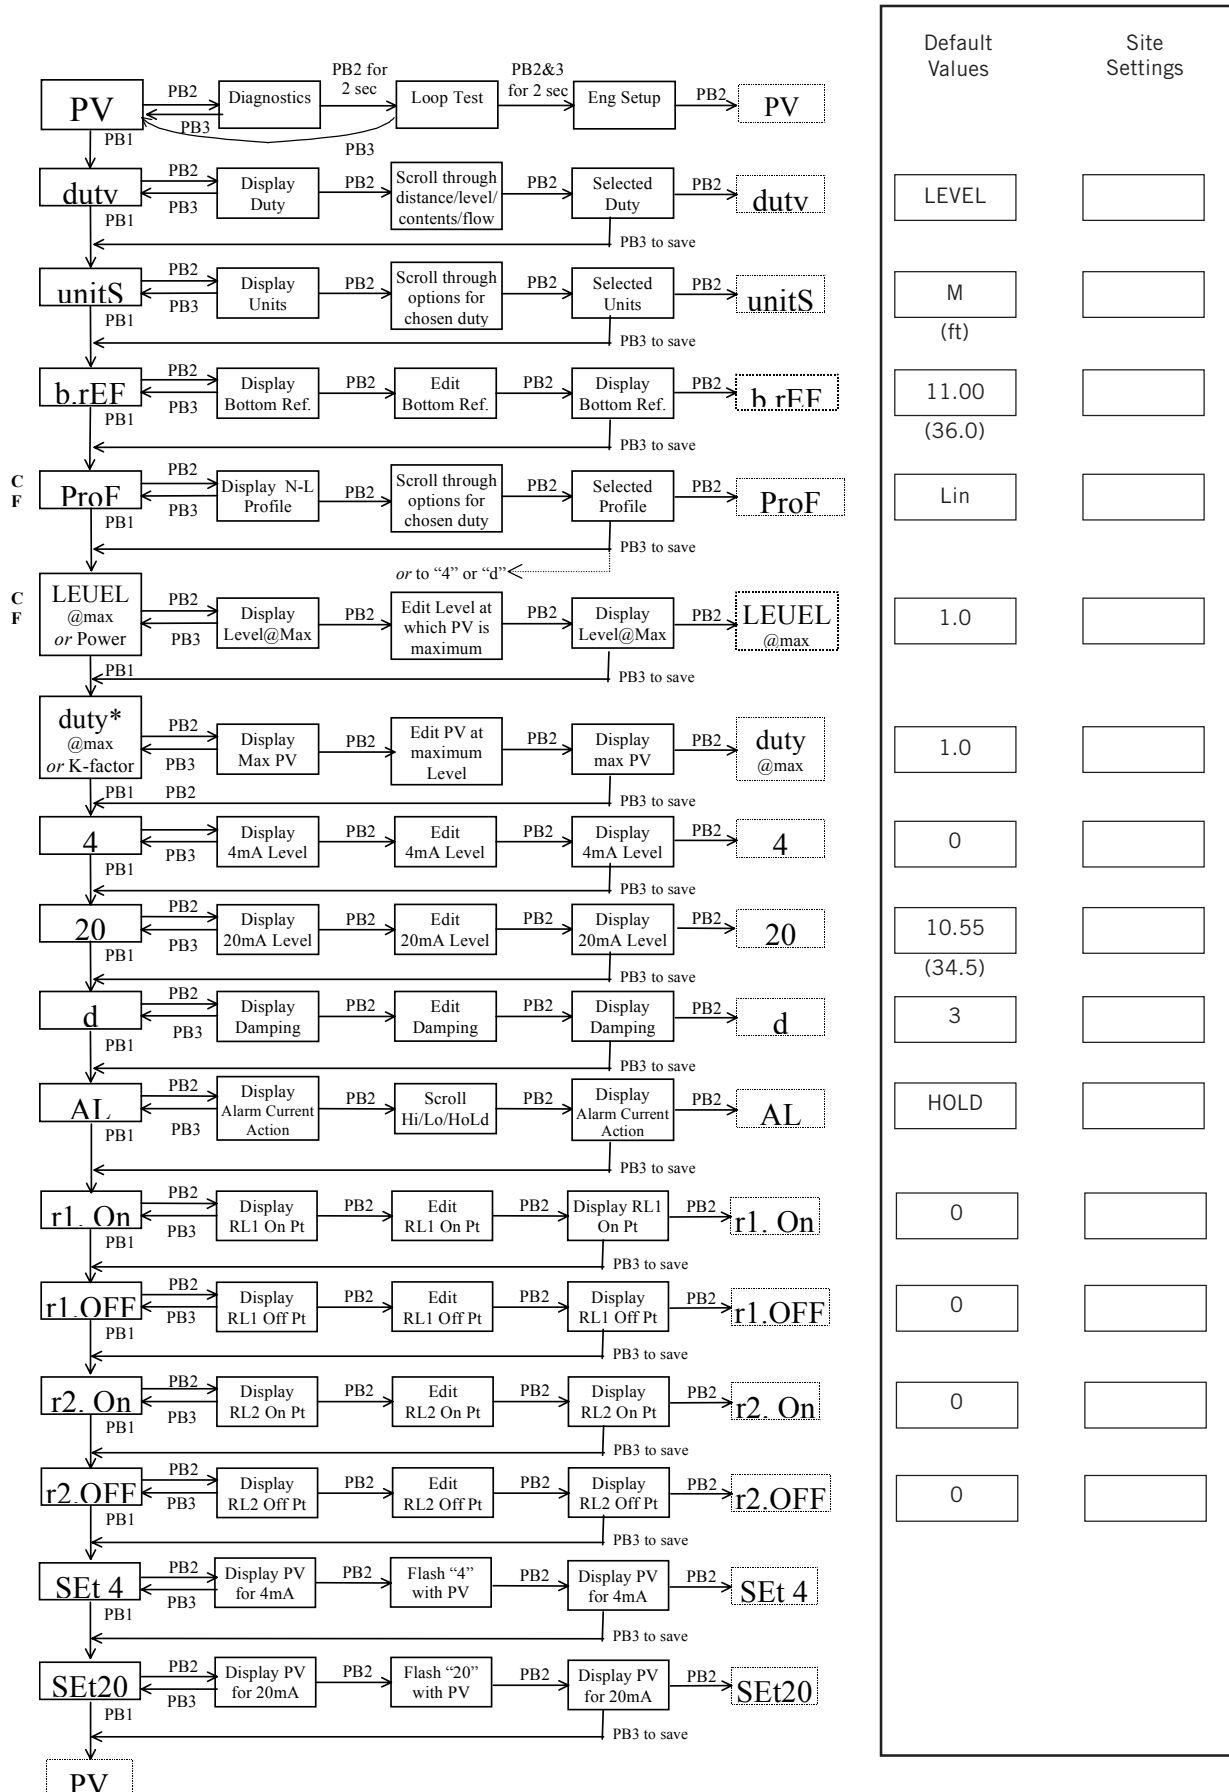 Default Values
Site Settings
PV
PB2
PB3
Diagnostics
PB2 for 2 sec
Loop Test
PB2&3 for 2 sec
Eng Setup
PB2
PV
PB1
PB3
dutv
PB2
PB3
Display Duty
PB2
Scroll through distance/level/ contents/flow
PB2
Selected Duty
PB2
dutv
LEVEL
PB1
PB3 to save
unitS
PB2
PB3
Display Units
PB2
Scroll through options for chosen duty
PB2
Selected Units
PB2
unitS
M
(ft)
PB1
PB3 to save
b.rEF
PB2
PB3
Display Bottom Ref.
PB2
Edit Bottom Ref.
PB2
Display Bottom Ref.
PB2
b.rEF
11.00
(36.0)
PB1
PB3 to save
C
F
ProF
PB2
PB3
Display N-L Profile
PB2
Scroll through options for chosen duty
PB2
Selected Profile
PB2
ProF
Lin
PB1
PB3 to save
or to “4” or “d”
C
F
LEUEL @max or Power
PB2
PB3
Display Level@Max
PB2
Edit Level at which PV is maximum
PB2
Display Level@Max
PB2
LEUEL @max
1.0
PB1
PB3 to save
duty* @max or K-factor
PB2
PB3
Display Max PV
PB2
Edit PV at maximum Level
PB2
Display max PV
PB2
duty @max
1.0
PB1
PB2
PB3 to save
4
PB3
Display 4mA Level
PB2
Edit 4mA Level
PB2
Display 4mA Level
PB2
4
0
PB1
PB3 to save
20
PB2
PB3
Display 20mA Level
PB2
Edit 20mA Level
PB2
Display 20mA Level
PB2
20
10.55
(34.5)
PB1
PB3 to save
d
PB2
PB3
Display Damping
PB2
Edit Damping
PB2
Display Damping
PB2
d
3
PB1
PB3 to save
AL
PB2
PB3
Display Alarm Current Action
PB2
Scroll Hi/Lo/HoLd
PB2
Display Alarm Current Action
PB2
AL
HOLD
PB1
PB3 to save
r1. On
PB2
PB3
Display RL1 On Pt
PB2
Edit RL1 On Pt
PB2
Display RL1 On Pt
PB2
r1. On
0
PB1
PB3 to save
r1.OFF
PB2
PB3
Display RL1 Off Pt
PB2
Edit RL1 Off Pt
PB2
Display RL1 Off Pt
PB2
r1.OFF
0
PB1
PB3 to save
r2. On
PB2
PB3
Display RL2 On Pt
PB2
Edit RL2 On Pt
PB2
Display RL2 On Pt
PB2
r2. On
0
PB1
PB3 to save
r2.OFF
PB2
PB3
Display RL2 Off Pt
PB2
Edit RL2 Off Pt
PB2
Display RL2 Off Pt
PB2
r2.OFF
0
PB1
PB3 to save
SEt 4
PB2
PB3
Display PV for 4mA
PB2
Flash “4” with PV
PB2
Display PV for 4mA
PB2
SEt 4
PB1
PB3 to save
SEt20
PB2
PB3
Display PV for 20mA
PB2
Flash “20” with PV
PB2
Display PV for 20mA
PB2
SEt20
PB1
PB3 to save
PV